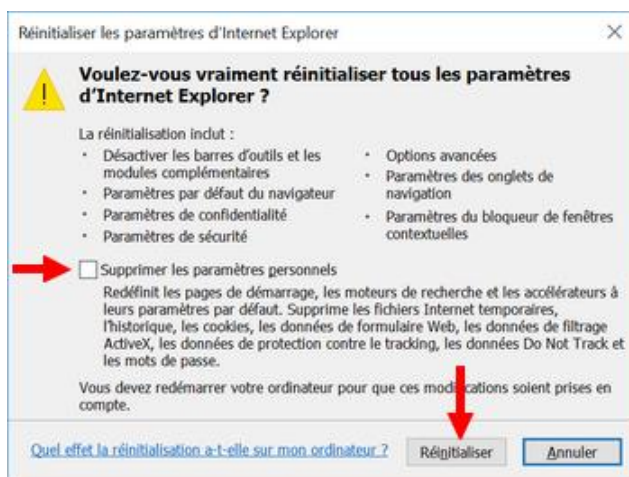 Réinitialiser les paramètres d'Internet Explorer
Voulez-vous vraiment réinitialiser tous les paramètres
d'Internet Explorer ?
La réinitialisation inclut :
• Désactiver les barres d'outils et les
modules complémentaires
• Paramètres par défaut du navigateur
• Paramètres de confidentialité
• Paramètres de sécurité
• Options avancées
• Paramètres des onglets de
navigation
• Paramètres du bloqueur de fenêtres
contextuelles
Supprimer les paramètres personnels
Redéfinit les pages de démarrage, les moteurs de recherche et les accélérateurs à
leurs paramètres par défaut. Supprime les fichiers Internet temporaires,
l'historique, les cookies, les données de formulaire Web, les données de filtrage
ActiveX, les données de protection contre le tracking, les données Do Not Track et
les mots de passe.
Vous devez redémarrer votre ordinateur pour que ces modifications soient prises en
compte.
Quel effet la réinitialisation a-t-elle sur mon ordinateur ?
Réinitialiser
Annuler